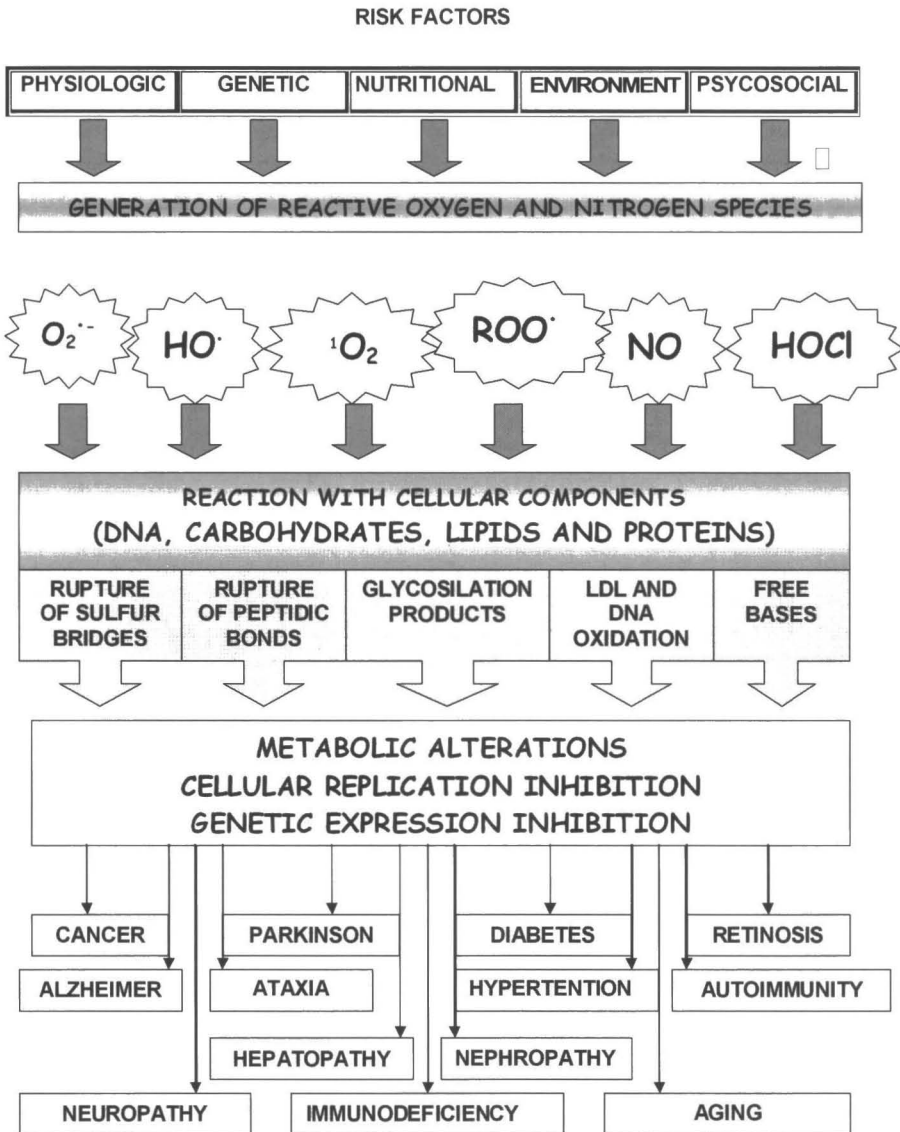 RISK FACTORS
PHYSIOLOGIC GENETIC NUTRITIONAL ENVIRONMENT PSYCOSOCIAL
GENERATION OF REACTIVE OXYGEN AND NITROGEN SPECIES
O₂˙⁻ HO˙ ¹O₂ ROO˙ NO HOCl
REACTION WITH CELLULAR COMPONENTS
(DNA, CARBOHYDRATES, LIPIDS AND PROTEINS)
RUPTURE
OF SULFUR
BRIDGES
RUPTURE
OF PEPTIDIC
BONDS
GLYCOSILATION
PRODUCTS
LDL AND
DNA
OXIDATION
FREE
BASES
METABOLIC ALTERATIONS
CELLULAR REPLICATION INHIBITION
GENETIC EXPRESSION INHIBITION
CANCER PARKINSON DIABETES RETINOSIS
ALZHEIMER ATAXIA HYPERTENTION AUTOIMMUNITY
HEPATOPATHY NEPHROPATHY
NEUROPATHY IMMUNODEFICIENCY AGING